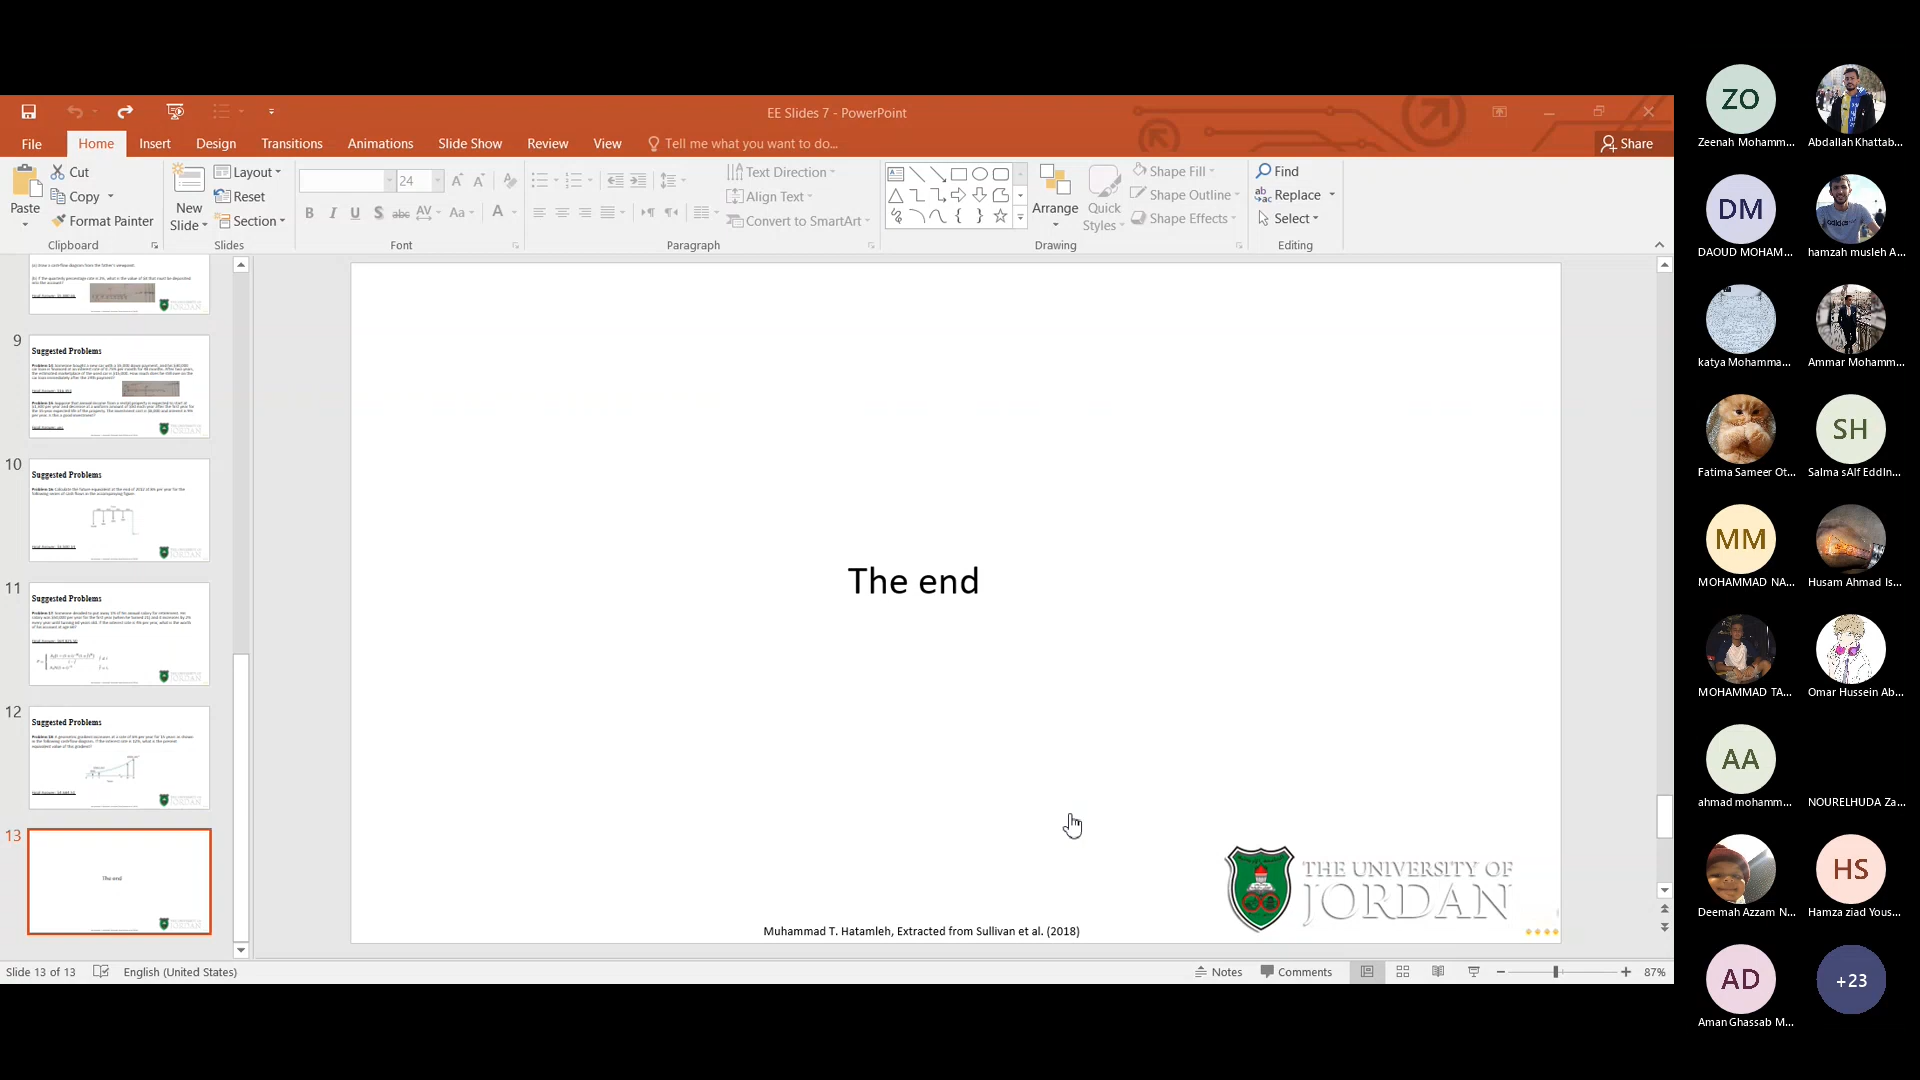 EE Slides 7 - PowerPoint
File Home Insert Design Transitions Animations Slide Show Review View Tell me what you want to do...
Share
Paste
Cut
Copy
Format Painter
Clipboard
New
Slide
Layout
Reset
Section
Slides
24
B I U S abc AV Aa A
Font
Text Direction
Align Text
Convert to SmartArt
Paragraph
Arrange
Quick
Styles
Shape Fill
Shape Outline
Shape Effects
Drawing
Find
Replace
Select
Editing
9
Suggested Problems
10
Suggested Problems
11
Suggested Problems
12
Suggested Problems
13
The end
The end
THE UNIVERSITY OF
JORDAN
Muhammad T. Hatamleh, Extracted from Sullivan et al. (2018)
Slide 13 of 13 English (United States)
Notes Comments 87%
ZO
Zeenah Mohamm... Abdallah Khattab...
DM
DAOUD MOHAM... hamzah musleh A...
katya Mohamma... Ammar Mohamm...
SH
Fatima Sameer Ot... Salma sAlf EddIn...
MM
MOHAMMAD NA... Husam Ahmad Is...
MOHAMMAD TA... Omar Hussein Ab...
AA
ahmad mohamm... NOURELHUDA Za...
HS
Deemah Azzam N... Hamza ziad Yous...
AD +23
Aman Ghassab M...